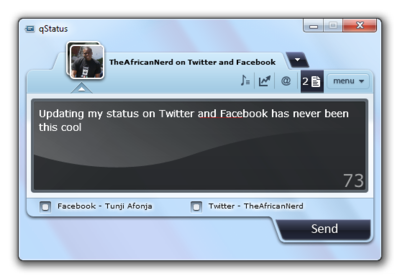 qStatus
TheAfricanNerd on Twitter and Facebook
@ 2 menu
Updating my status on Twitter and Facebook has never been
this cool
73
Facebook - Tunji Afonja Twitter - TheAfricanNerd
Send